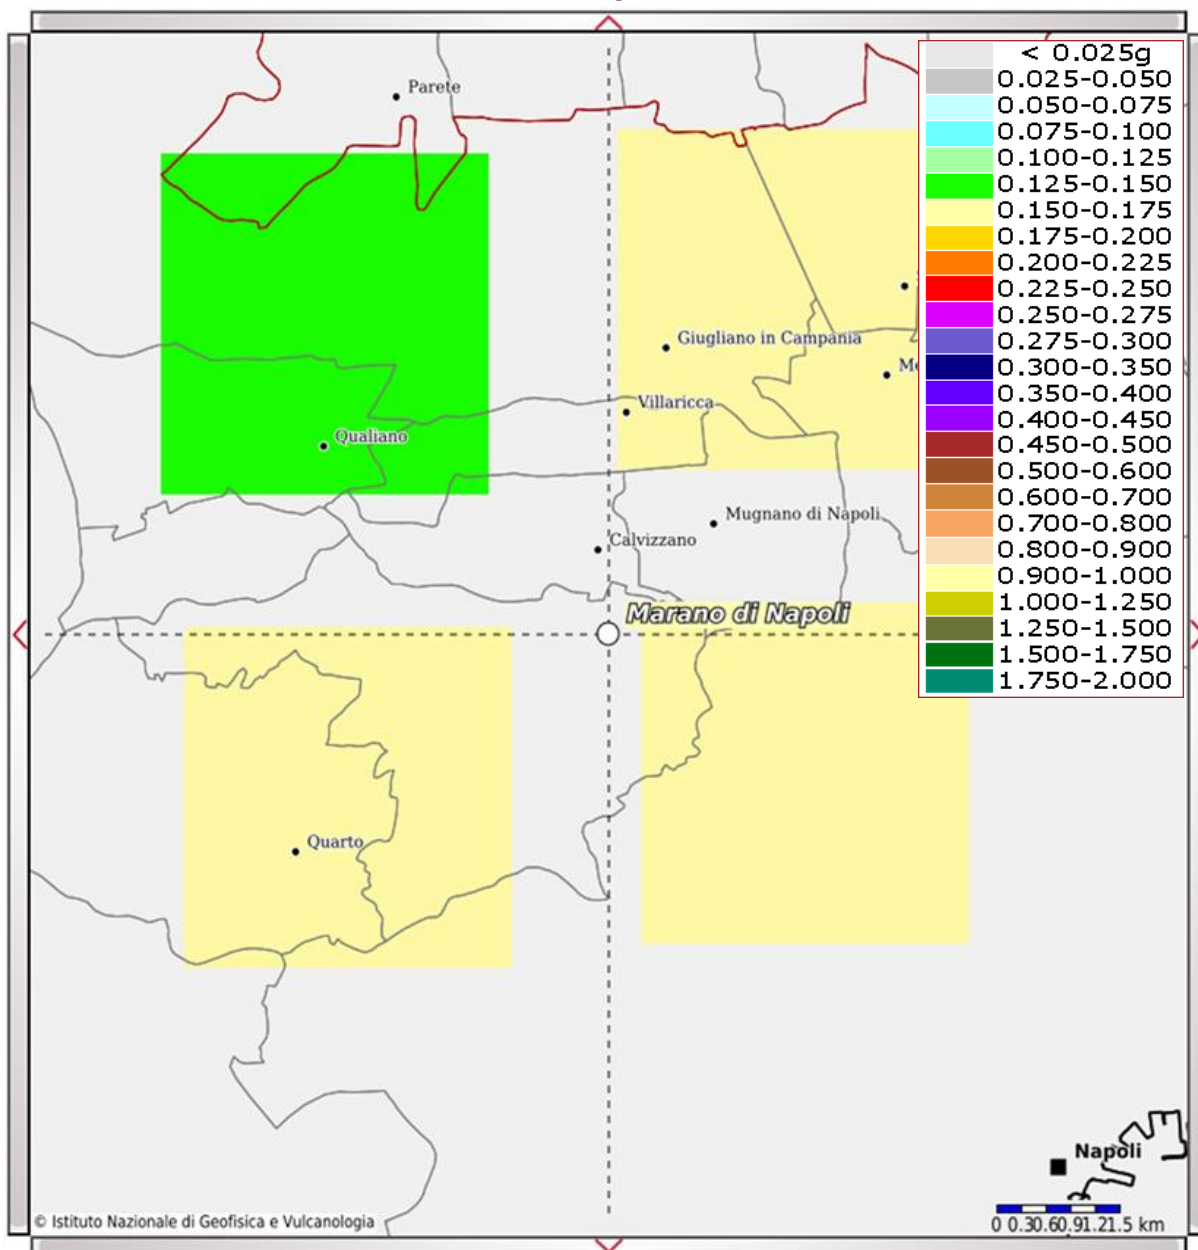 Parete
Giugliano in Campania
Me
Villaricca
Qualiano
Mugnano di Napoli
Calvizzano
Marano di Napoli
Quarto
Napoli
© Istituto Nazionale di Geofisica e Vulcanologia
0 0.30.60.91.21.5 km
< 0.025g
0.025-0.050
0.050-0.075
0.075-0.100
0.100-0.125
0.125-0.150
0.150-0.175
0.175-0.200
0.200-0.225
0.225-0.250
0.250-0.275
0.275-0.300
0.300-0.350
0.350-0.400
0.400-0.450
0.450-0.500
0.500-0.600
0.600-0.700
0.700-0.800
0.800-0.900
0.900-1.000
1.000-1.250
1.250-1.500
1.500-1.750
1.750-2.000